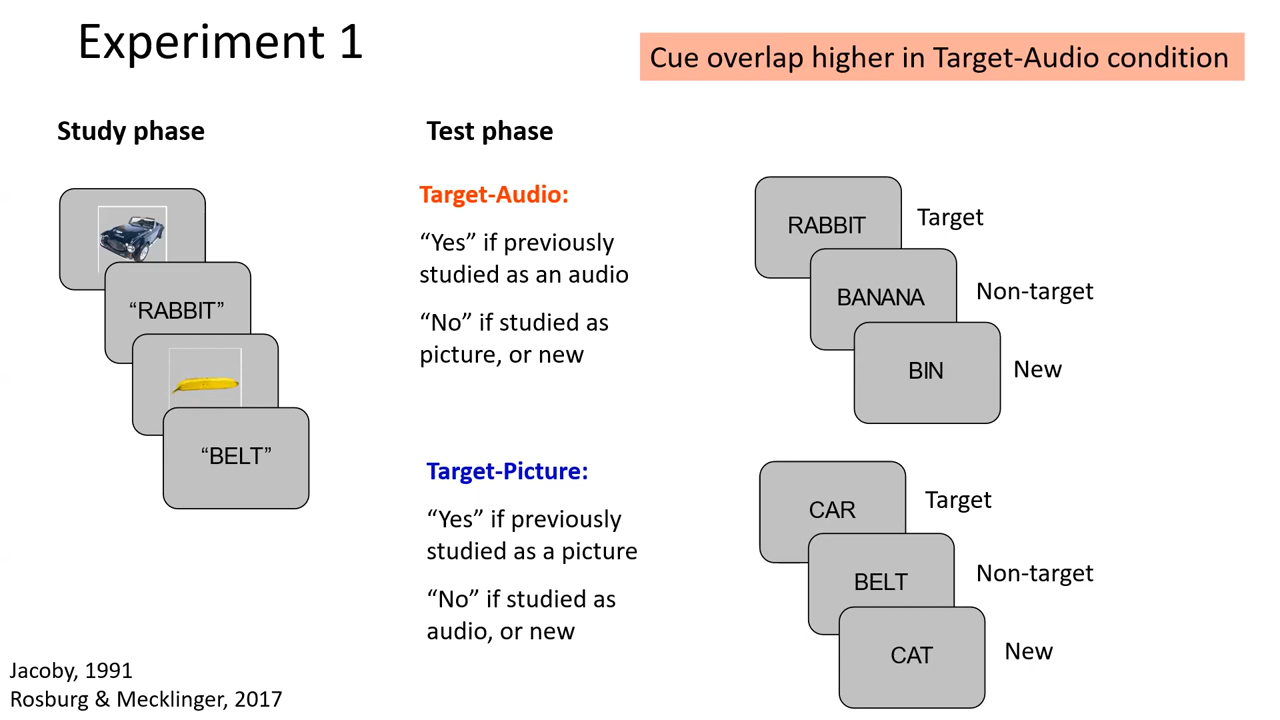 Experiment 1
Cue overlap higher in Target-Audio condition
Study phase
“RABBIT”
“BELT”
Test phase
Target-Audio:
“Yes” if previously
studied as an audio
“No” if studied as
picture, or new
RABBIT
Target
BANANA
Non-target
BIN
New
Target-Picture:
“Yes” if previously
studied as a picture
“No” if studied as
audio, or new
CAR
Target
BELT
Non-target
CAT
New
Jacoby, 1991
Rosburg & Mecklinger, 2017